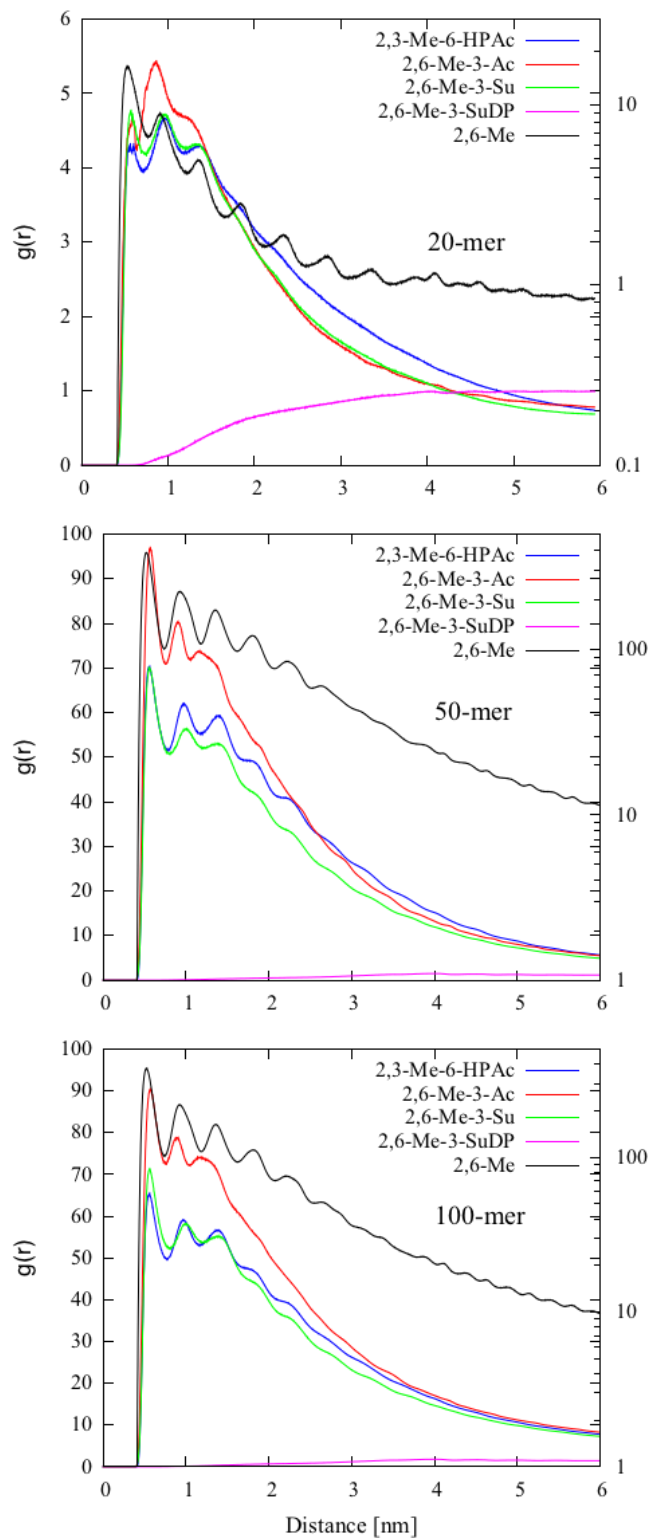 6
5
4
3
2
1
0
g(r)
2,3-Me-6-HPAc
2,6-Me-3-Ac
2,6-Me-3-Su
2,6-Me-3-SuDP
2,6-Me
20-mer
10
1
0.1
0 1 2 3 4 5 6
100
90
80
70
60
50
40
30
20
10
0
g(r)
2,3-Me-6-HPAc
2,6-Me-3-Ac
2,6-Me-3-Su
2,6-Me-3-SuDP
2,6-Me
50-mer
100
10
1
0 1 2 3 4 5 6
100
90
80
70
60
50
40
30
20
10
0
g(r)
2,3-Me-6-HPAc
2,6-Me-3-Ac
2,6-Me-3-Su
2,6-Me-3-SuDP
2,6-Me
100-mer
100
10
1
0 1 2 3 4 5 6
Distance [nm]